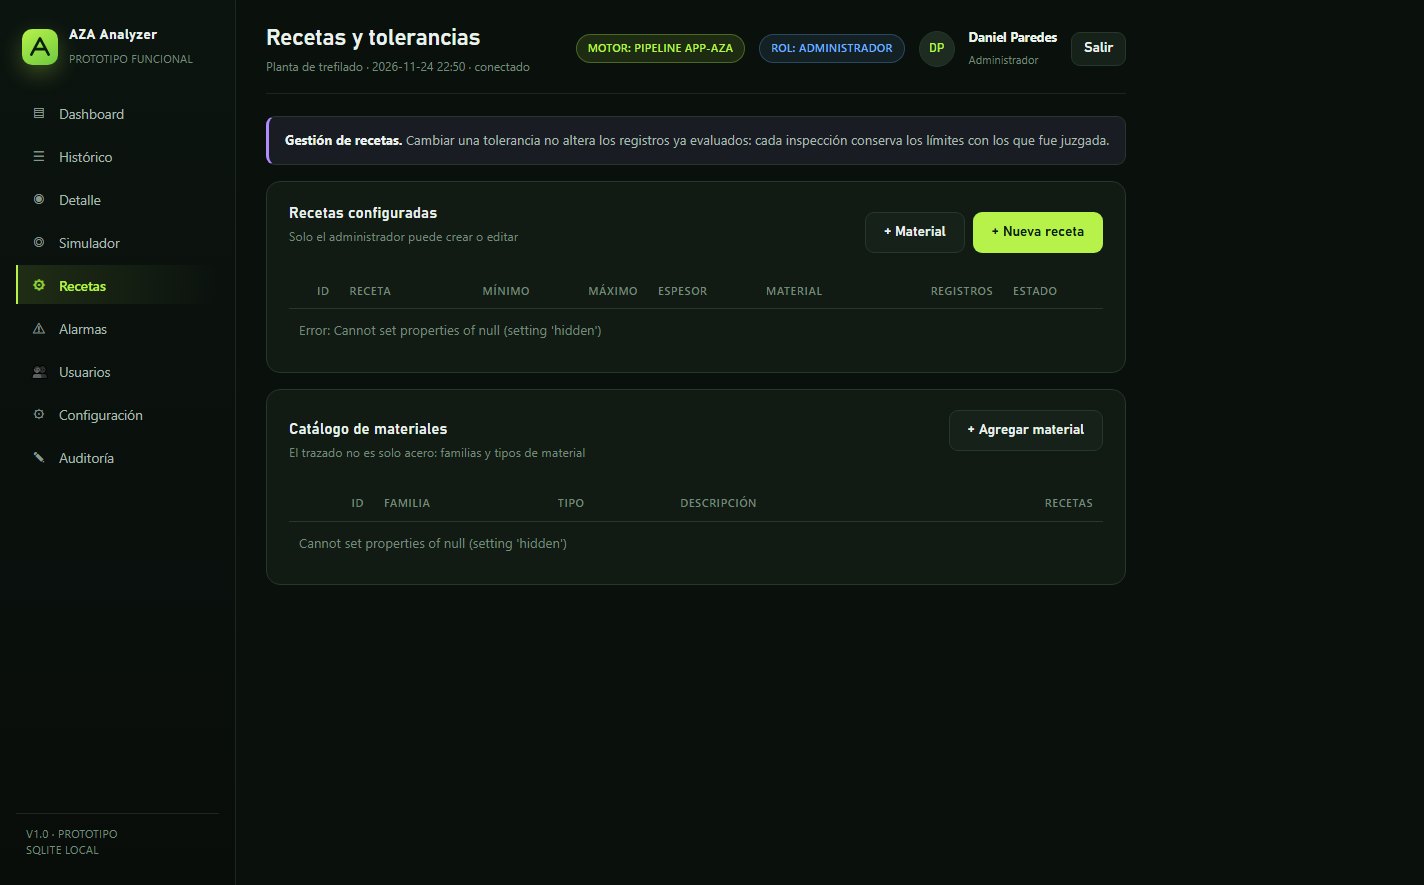 AZA Analyzer
PROTOTIPO FUNCIONAL
Dashboard
Histórico
Detalle
Simulador
Recetas
Alarmas
Usuarios
Configuración
Auditoría
V1.0 · PROTOTIPO
SQLITE LOCAL
Recetas y tolerancias
Planta de trefilado · 2026-11-24 22:50 · conectado
MOTOR: PIPELINE APP-AZA
ROL: ADMINISTRADOR
DP
Daniel Paredes
Administrador
Salir
Gestión de recetas. Cambiar una tolerancia no altera los registros ya evaluados: cada inspección conserva los límites con los que fue juzgada.
Recetas configuradas
Solo el administrador puede crear o editar
+ Material
+ Nueva receta
ID RECETA MÍNIMO MÁXIMO ESPESOR MATERIAL REGISTROS ESTADO
Error: Cannot set properties of null (setting 'hidden')
Catálogo de materiales
El trazado no es solo acero: familias y tipos de material
+ Agregar material
ID FAMILIA TIPO DESCRIPCIÓN RECETAS
Cannot set properties of null (setting 'hidden')